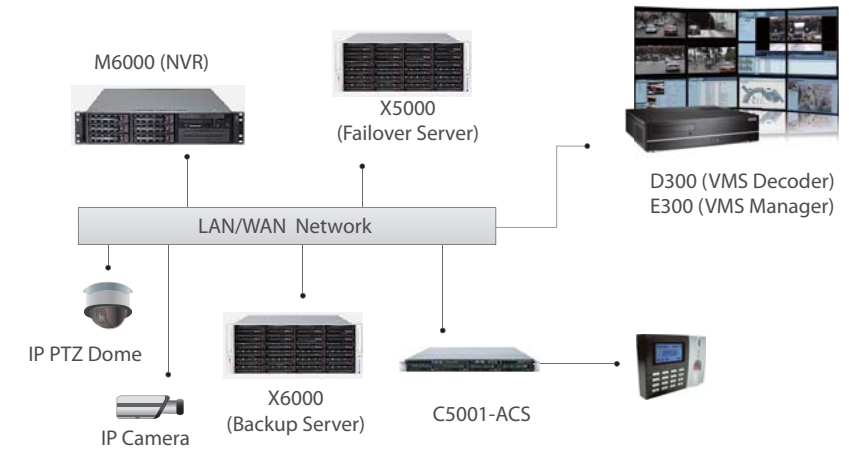 M6000 (NVR)
X5000
(Failover Server)
D300 (VMS Decoder)
E300 (VMS Manager)
LAN/WAN Network
IP PTZ Dome
IP Camera
X6000
(Backup Server)
C5001-ACS